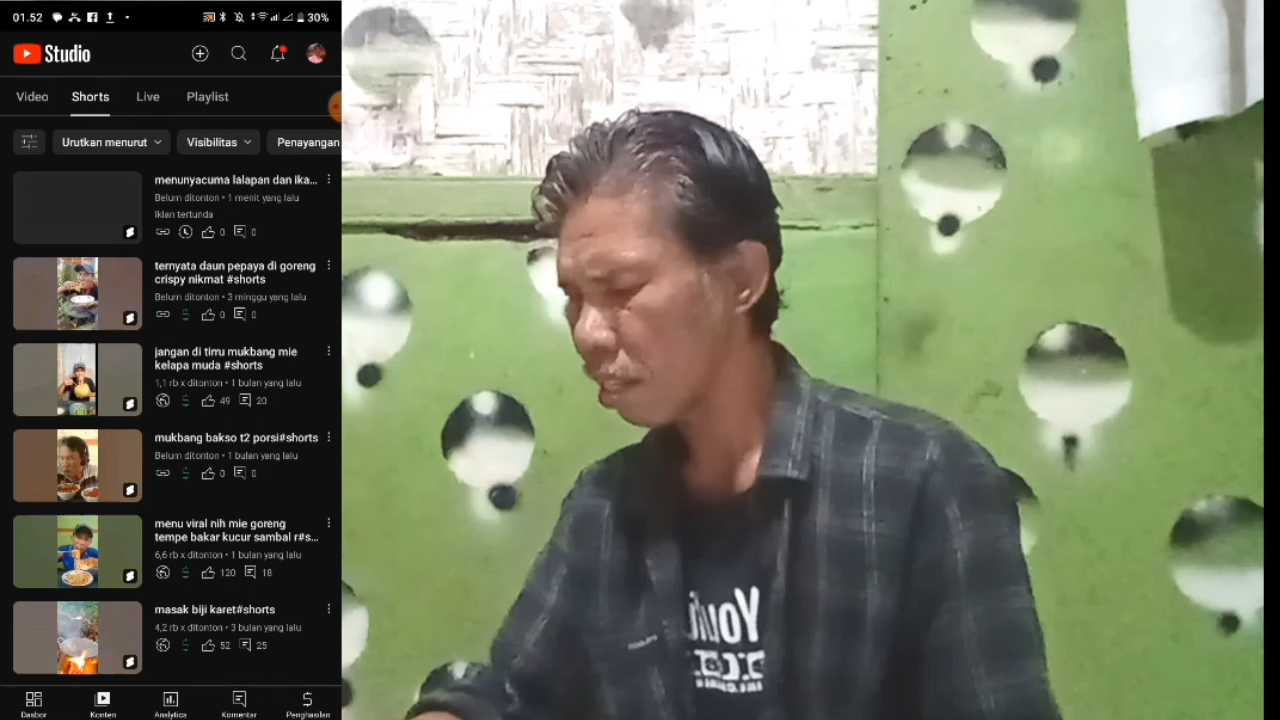 01.52
30%
Studio
Video
Shorts
Live
Playlist
Urutkan menurut
Visibilitas
Penayangan
menunyacuma lalapan dan ika...
Belum ditonton • 1 menit yang lalu
Iklan tertunda
0
0
ternyata daun pepaya di goreng
crispy nikmat #shorts
Belum ditonton • 3 minggu yang lalu
0
0
jangan di tirru mukbang mie
kelapa muda #shorts
1,1 rb x ditonton • 1 bulan yang lalu
49
20
mukbang bakso t2 porsi#shorts
Belum ditonton • 1 bulan yang lalu
0
0
menu viral nih mie goreng
tempe bakar kucur sambal r#s...
6,6 rb x ditonton • 1 bulan yang lalu
120
18
masak biji karet#shorts
4,2 rb x ditonton • 3 bulan yang lalu
52
25
Dasbor
Konten
Analytics
Komentar
Penghasilan